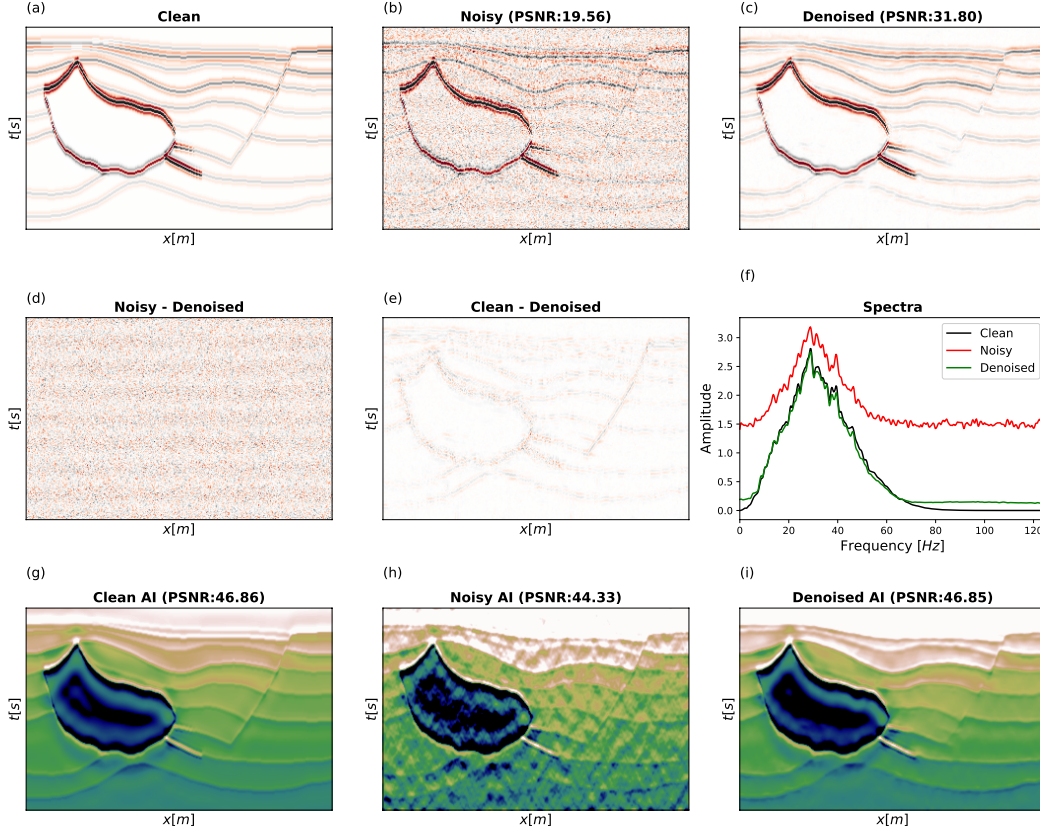 (a)
Clean
t[s]
x[m]
(b)
Noisy (PSNR:19.56)
t[s]
x[m]
(c)
Denoised (PSNR:31.80)
t[s]
x[m]
(d)
Noisy - Denoised
t[s]
x[m]
(e)
Clean - Denoised
t[s]
x[m]
(f)
Spectra
Clean
Noisy
Denoised
Amplitude
3.0
2.5
2.0
1.5
1.0
0.5
0.0
0 20 40 60 80 100 120
Frequency [Hz]
(g)
Clean AI (PSNR:46.86)
t[s]
x[m]
(h)
Noisy AI (PSNR:44.33)
t[s]
x[m]
(i)
Denoised AI (PSNR:46.85)
t[s]
x[m]